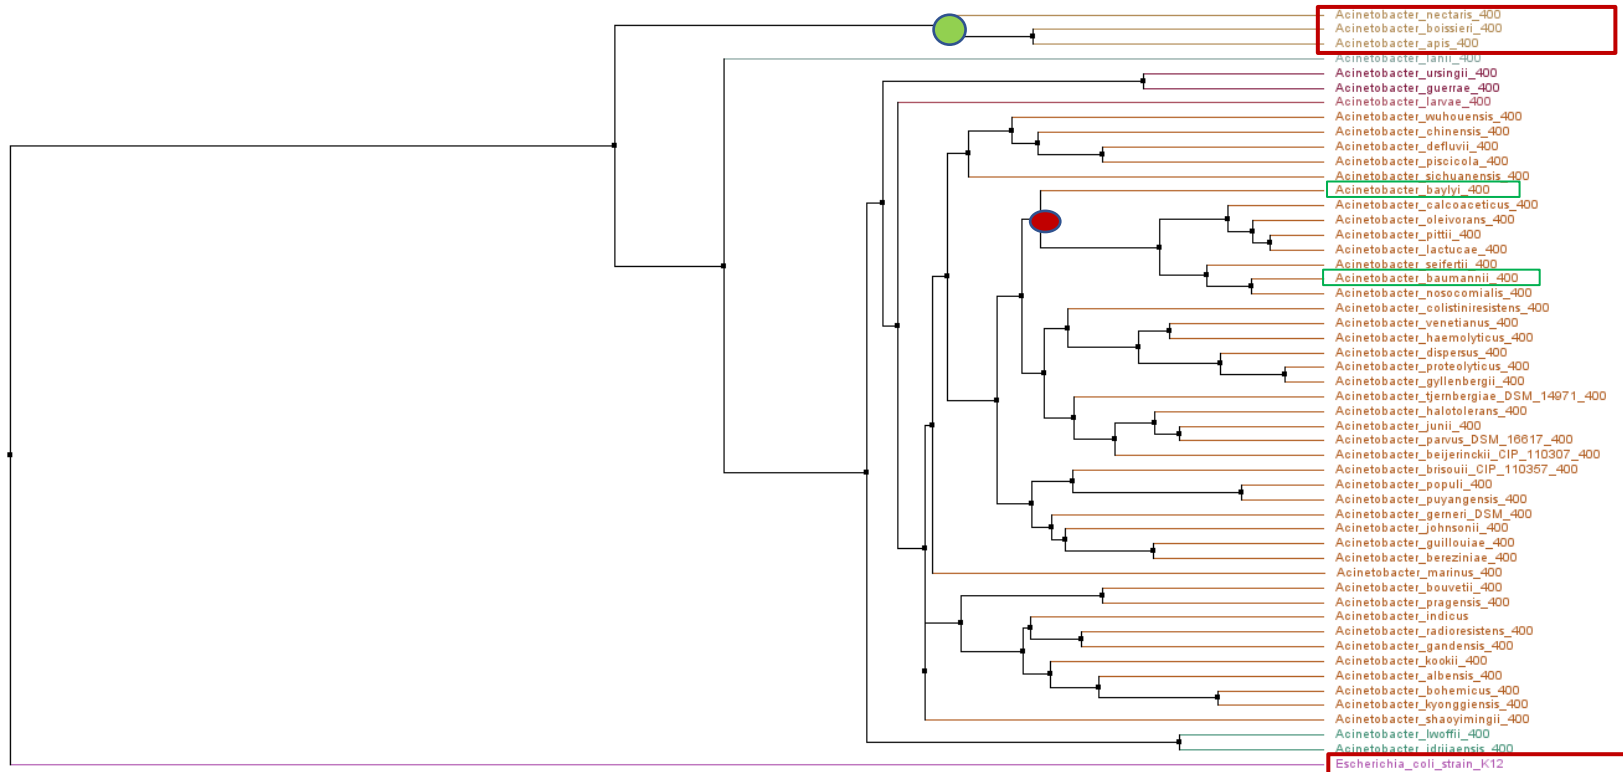 Acinetobacter_nectaris_400
Acinetobacter_boissieri_400
Acinetobacter_apis_400
Acinetobacter_lanii_400
Acinetobacter_ursingii_400
Acinetobacter_guerrae_400
Acinetobacter_larvae_400
Acinetobacter_wuhouensis_400
Acinetobacter_chinensis_400
Acinetobacter_defluvii_400
Acinetobacter_piscicola_400
Acinetobacter_sichuanensis_400
Acinetobacter_baylyi_400
Acinetobacter_calcoaceticus_400
Acinetobacter_oleivorans_400
Acinetobacter_pittii_400
Acinetobacter_lactucae_400
Acinetobacter_seifertii_400
Acinetobacter_baumannii_400
Acinetobacter_nosocomialis_400
Acinetobacter_colistiniresistens_400
Acinetobacter_venetianus_400
Acinetobacter_haemolyticus_400
Acinetobacter_dispersus_400
Acinetobacter_proteolyticus_400
Acinetobacter_gyllenbergii_400
Acinetobacter_tjernbergiae_DSM_14971_400
Acinetobacter_halotolerans_400
Acinetobacter_junii_400
Acinetobacter_parvus_DSM_16617_400
Acinetobacter_beijerinckii_CIP_110307_400
Acinetobacter_brisouii_CIP_110357_400
Acinetobacter_populi_400
Acinetobacter_puyangensis_400
Acinetobacter_gerneri_DSM_400
Acinetobacter_johnsonii_400
Acinetobacter_guillouiae_400
Acinetobacter_bereziniae_400
Acinetobacter_marinus_400
Acinetobacter_bouvetii_400
Acinetobacter_pragensis_400
Acinetobacter_indicus
Acinetobacter_radioresistens_400
Acinetobacter_gandensis_400
Acinetobacter_kookii_400
Acinetobacter_albensis_400
Acinetobacter_bohemicus_400
Acinetobacter_kyonggiensis_400
Acinetobacter_shaoyimingii_400
Acinetobacter_lwoffii_400
Acinetobacter_idrijaensis_400
Escherichia_coli_strain_K12